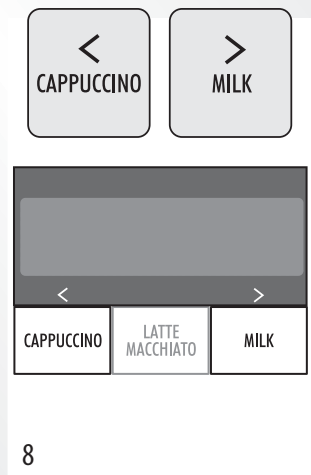 < >
CAPPUCCINO MILK
< >
CAPPUCCINO LATTE MACCHIATO MILK
8